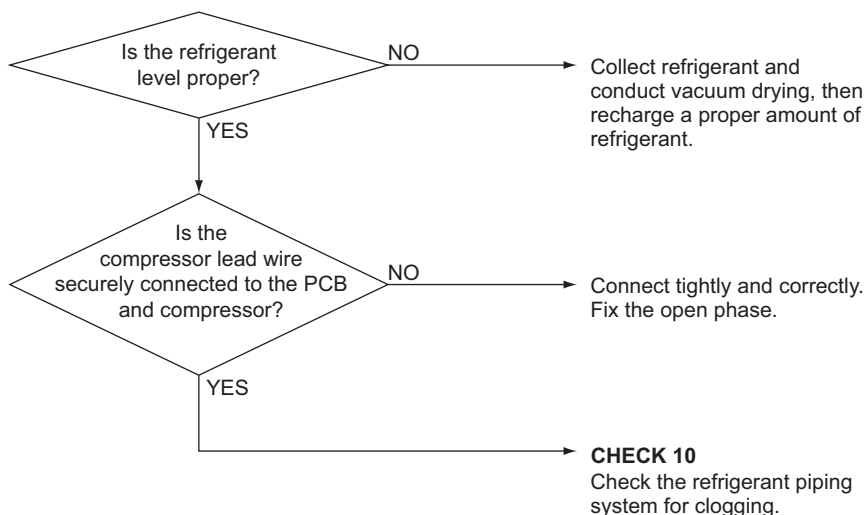 Is the refrigerant
level proper?
NO
Collect refrigerant and
conduct vacuum drying, then
recharge a proper amount of
refrigerant.
YES
Is the
compressor lead wire
securely connected to the PCB
and compressor?
NO
Connect tightly and correctly.
Fix the open phase.
YES
CHECK 10
Check the refrigerant piping
system for clogging.